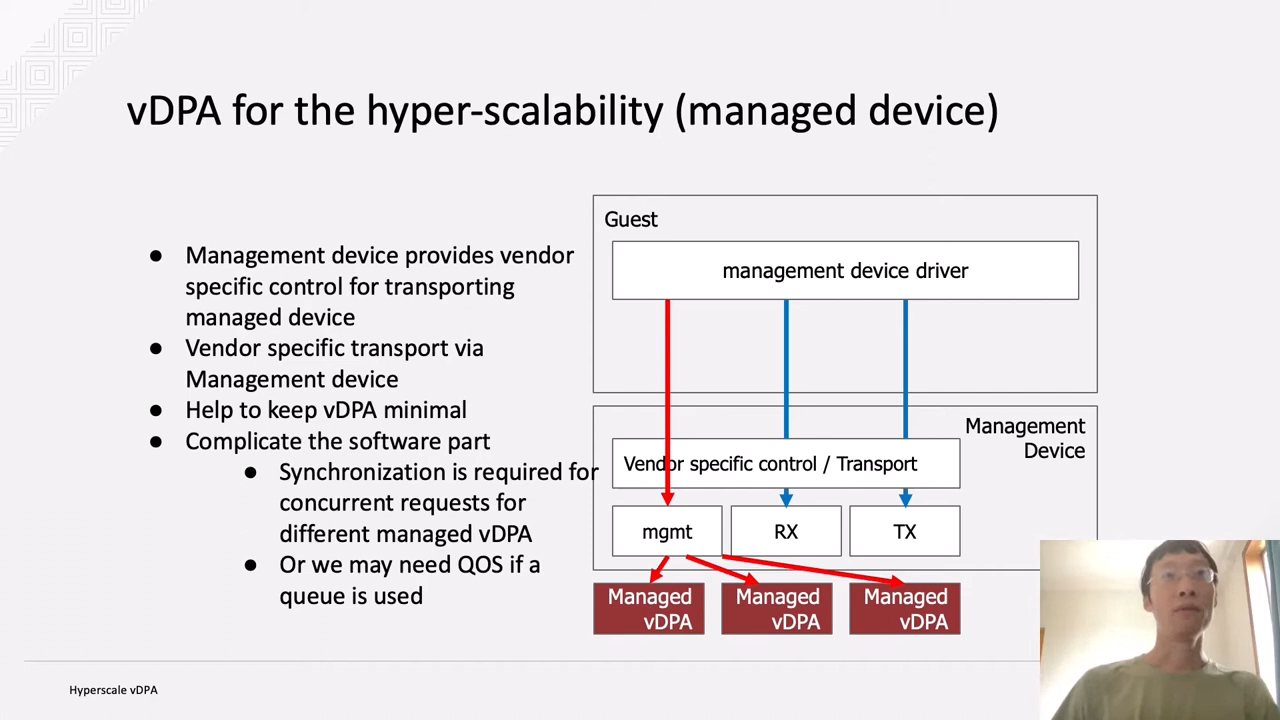 vDPA for the hyper-scalability (managed device)
● Management device provides vendor
specific control for transporting
managed device
● Vendor specific transport via
Management device
● Help to keep vDPA minimal
● Complicate the software part
● Synchronization is required for
concurrent requests for
different managed vDPA
● Or we may need QOS if a
queue is used
Guest
management device driver
Management
Device
Vendor specific control / Transport
mgmt
RX
TX
Managed
vDPA
Managed
vDPA
Managed
vDPA
Hyperscale vDPA